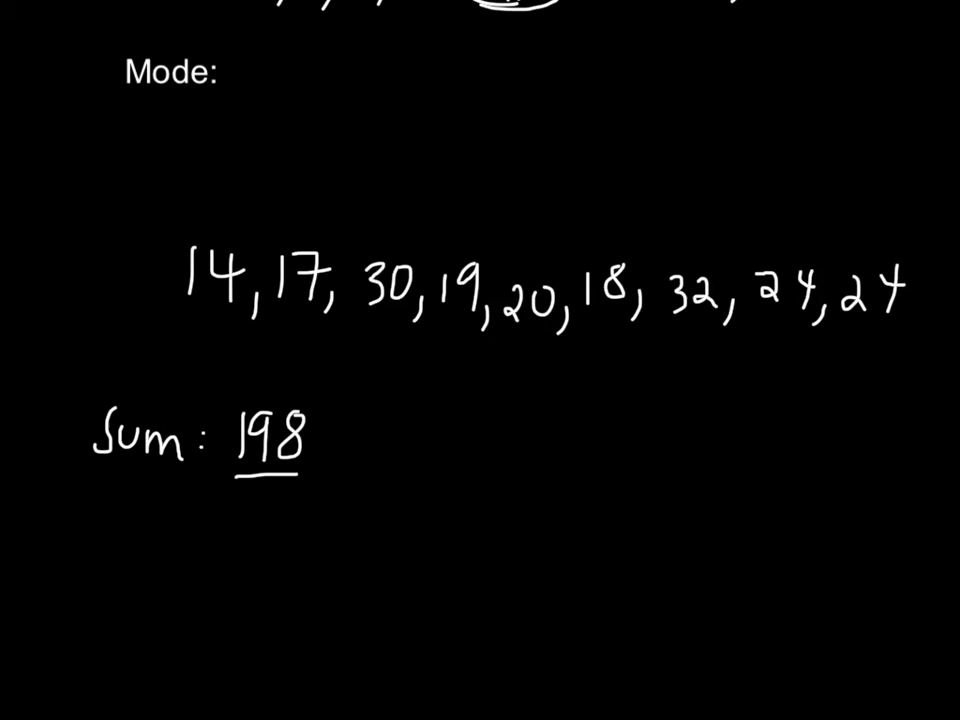 Mode:
14, 17, 30, 19, 20, 18, 32, 24, 24
Sum: 198